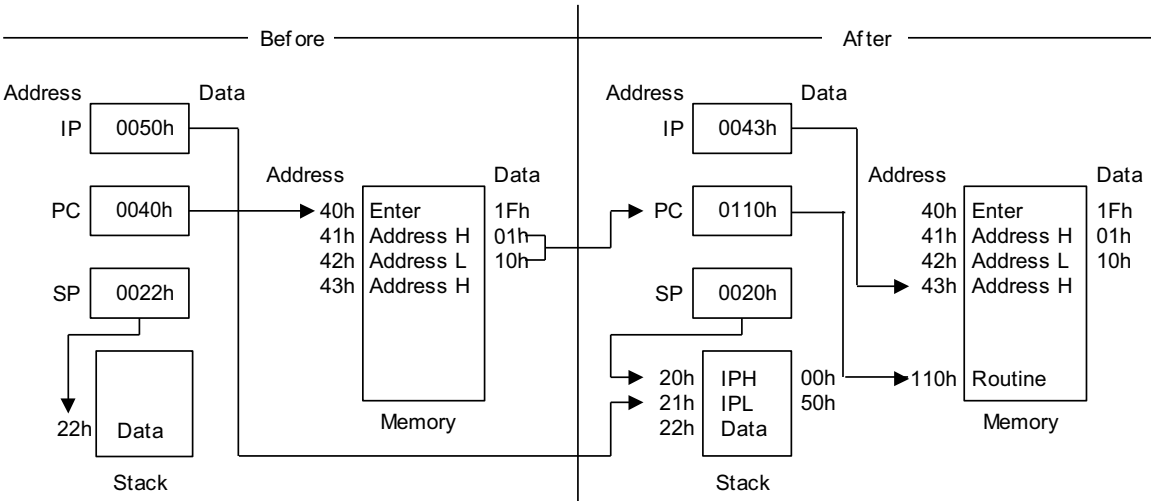 Before
Address Data
IP 0050h
PC 0040h
SP 0022h
22h Data
Stack
Address Data
40h Enter 1Fh
41h Address H 01h
42h Address L 10h
43h Address H
Memory
After
Address Data
IP 0043h
PC 0110h
SP 0020h
20h IPH 00h
21h IPL 50h
22h Data
Stack
Address Data
40h Enter 1Fh
41h Address H 01h
42h Address L 10h
43h Address H
110h Routine
Memory